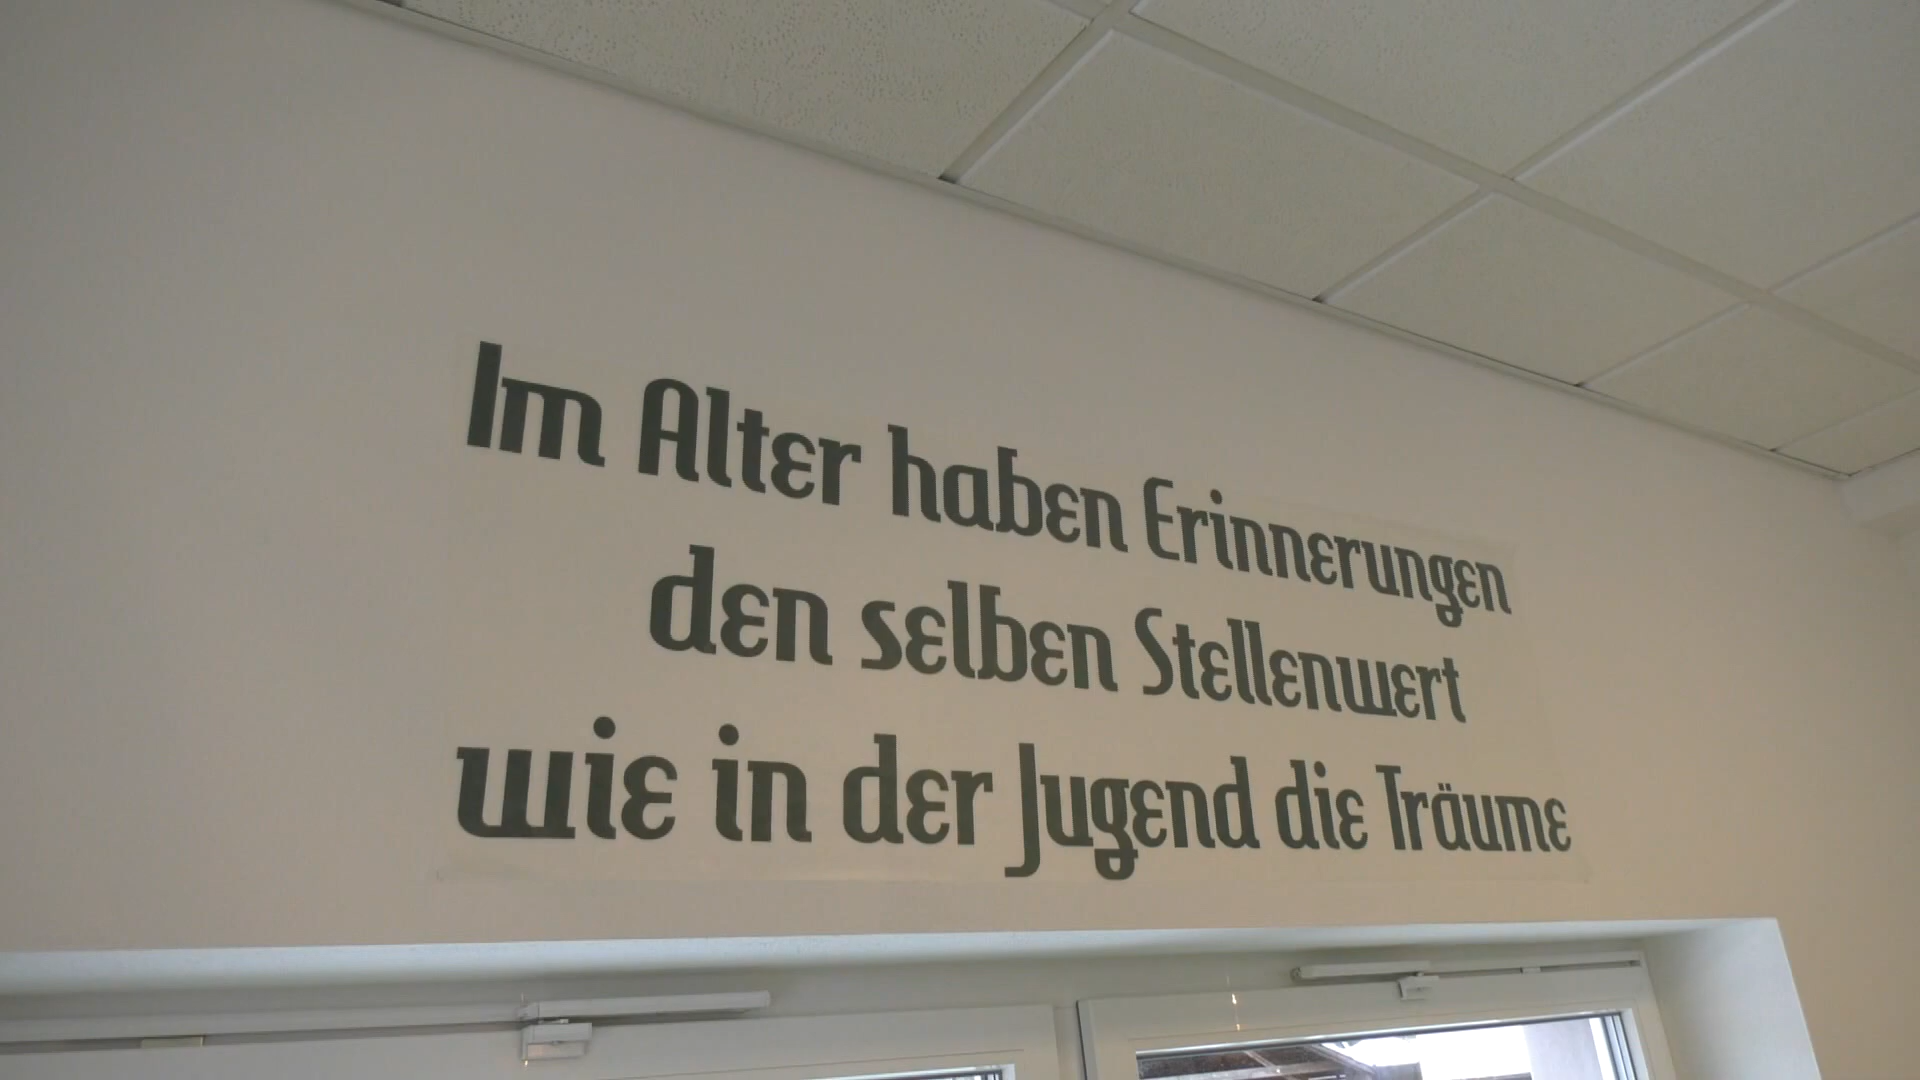 Im Alter haben Erinnerungen
den selben Stellenwert
wie in der Jugend die Träume